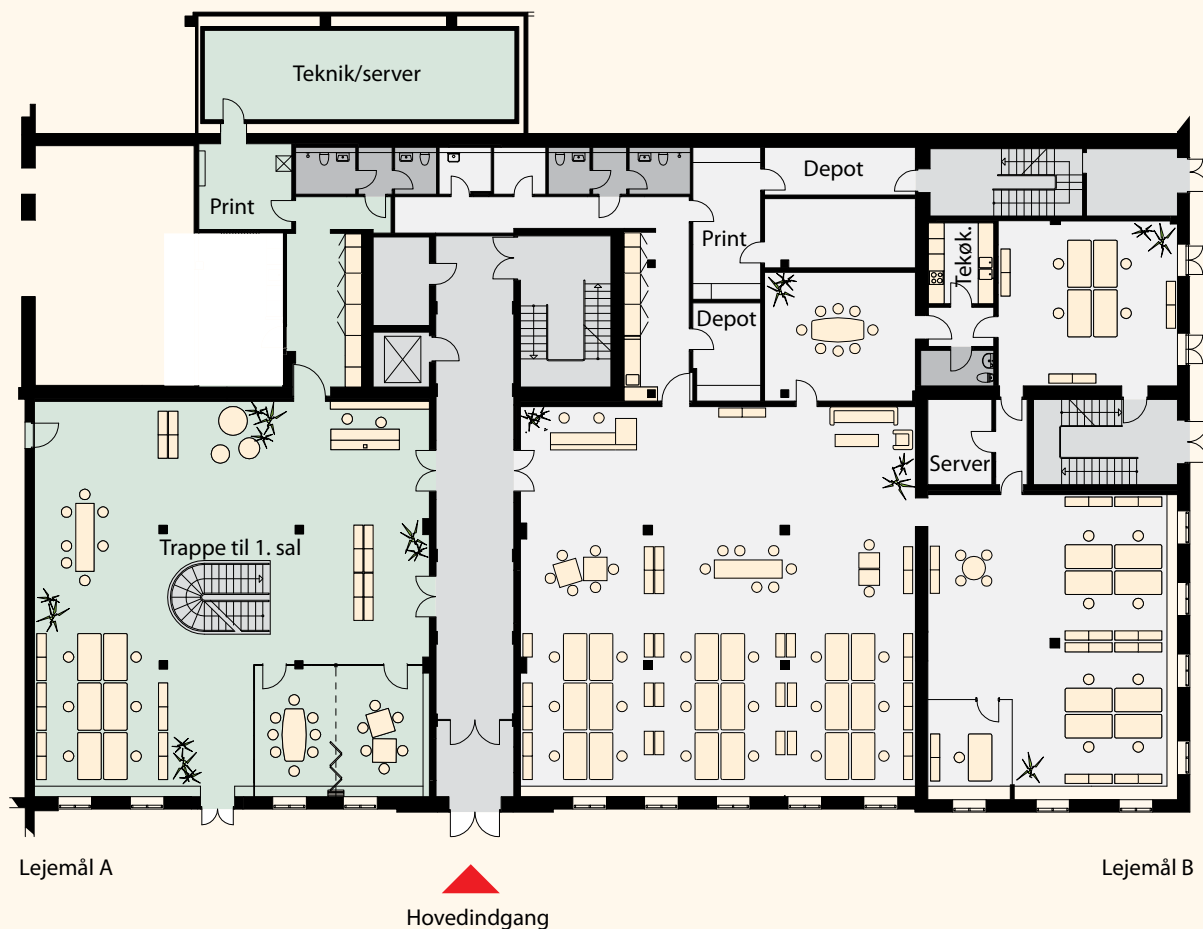 Teknik/server
Depot
Print
Print
Tekøk.
Depot
Server
Trappe til 1. sal
Lejemål A
Lejemål B
Hovedindgang